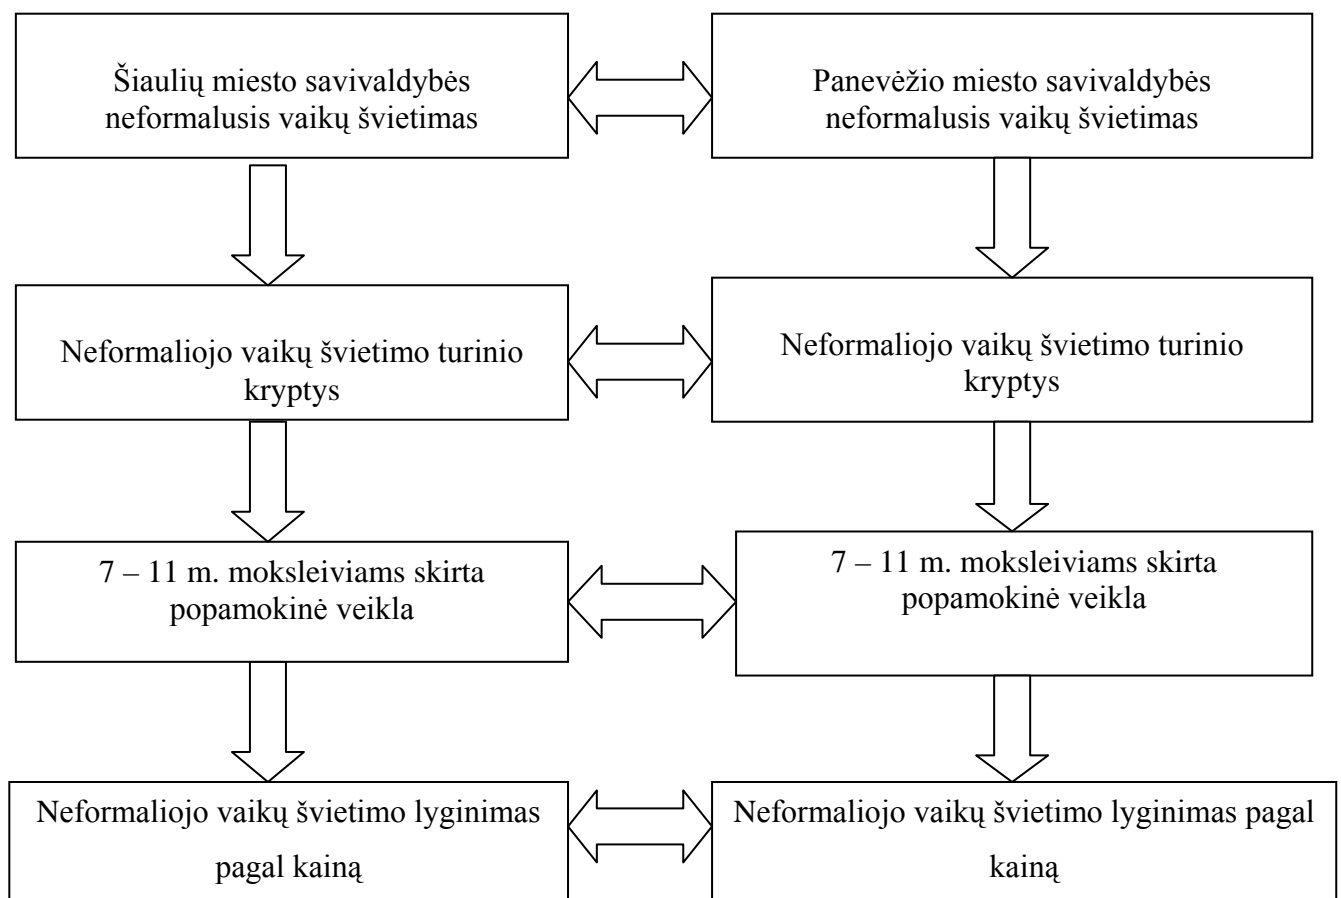 Šiaulių miesto savivaldybės
neformalusis vaikų švietimas
Panevėžio miesto savivaldybės
neformalusis vaikų švietimas
Neformaliojo vaikų švietimo turinio
kryptys
Neformaliojo vaikų švietimo turinio
kryptys
7 – 11 m. moksleiviams skirta
popamokinė veikla
7 – 11 m. moksleiviams skirta
popamokinė veikla
Neformaliojo vaikų švietimo lyginimas
pagal kainą
Neformaliojo vaikų švietimo lyginimas pagal
kainą